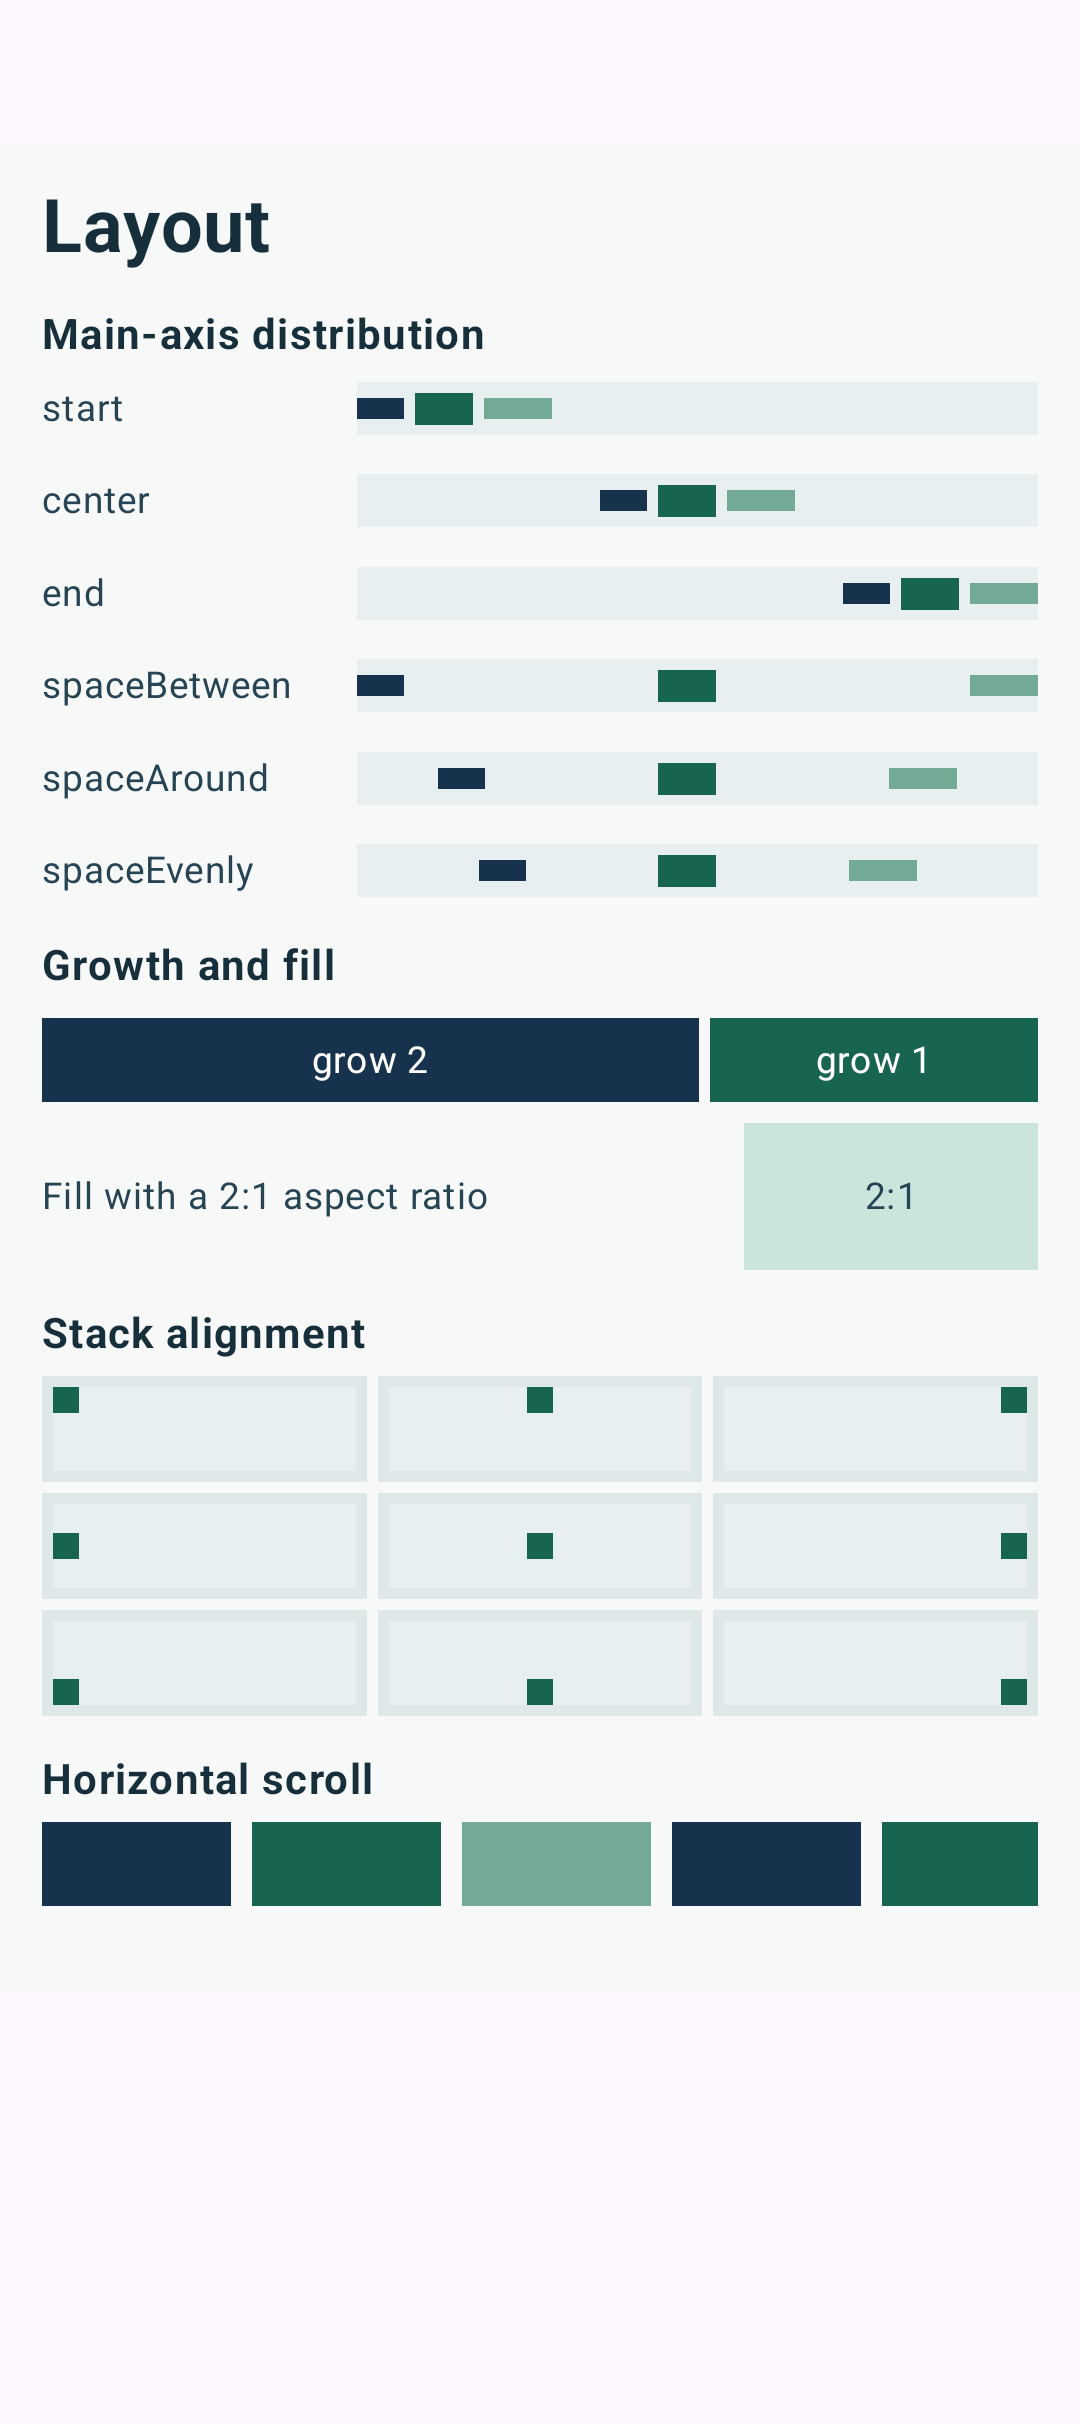 Layout
Main-axis distribution
start
center
end
spaceBetween
spaceAround
spaceEvenly
Growth and fill
grow 2 grow 1
Fill with a 2:1 aspect ratio 2:1
Stack alignment
Horizontal scroll